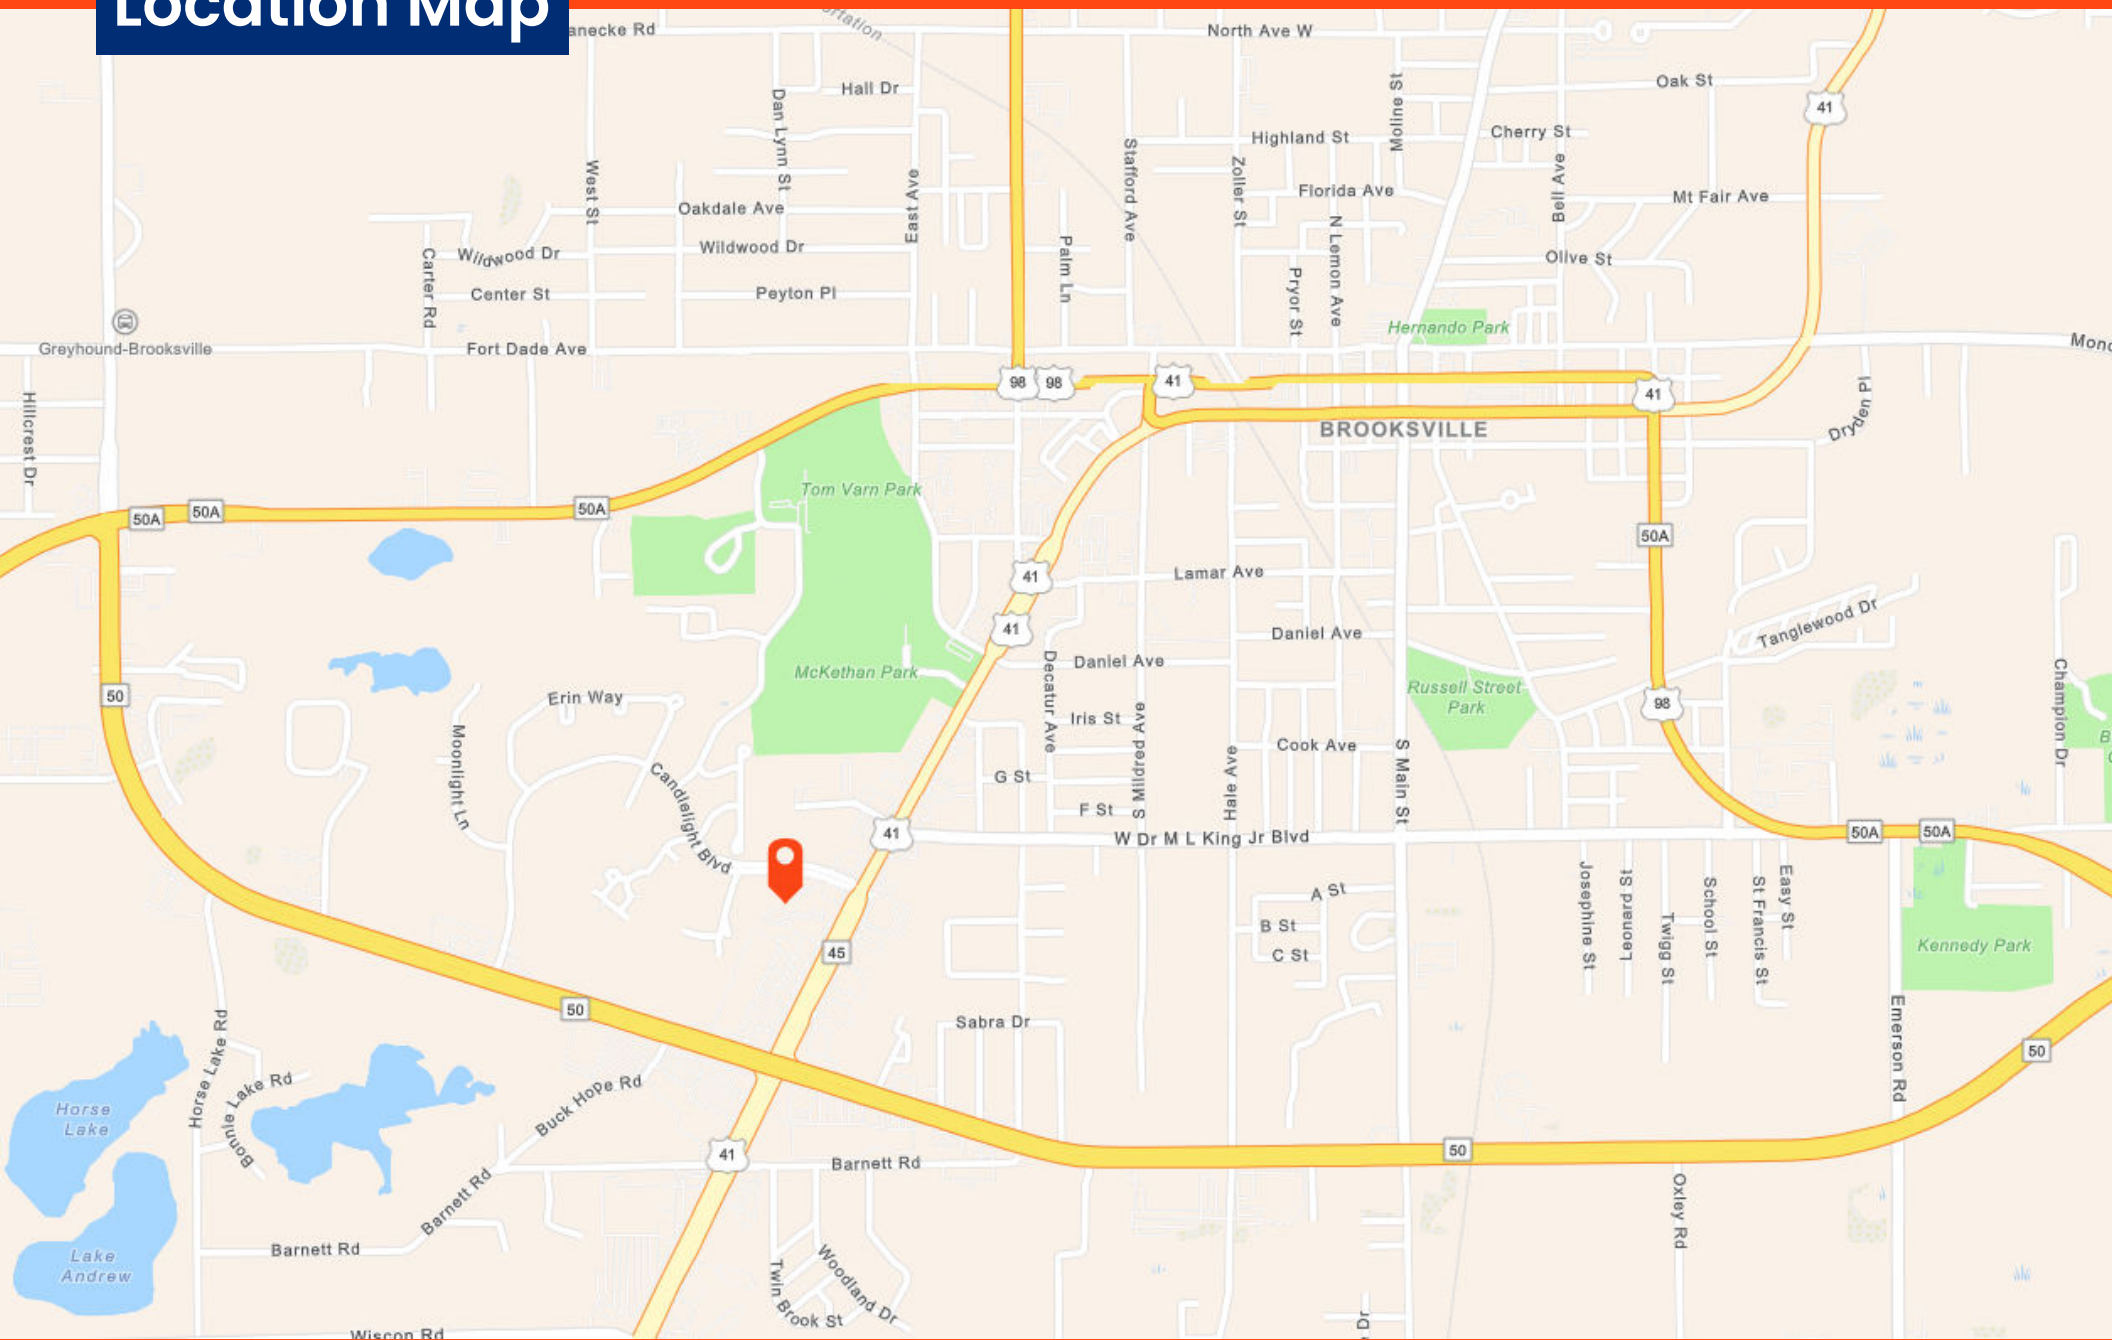 Location Map
anecke Rd
North Ave W
Hall Dr
Dan Lynn St
Moline St
Oak St
41
Highland St
Cherry St
West St
East Ave
Stafford Ave
Zoller St
Florida Ave
Bell Ave
Mt Fair Ave
Oakdale Ave
Wildwood Dr
Wildwood Dr
Carter Rd
Palm Ln
N Lemon Ave
Olive St
Center St
Peyton Pl
Pryor St
Hernando Park
Greyhound-Brooksville
Fort Dade Ave
98
98
41
41
Hillcrest Dr
Dryden Pl
BROOKSVILLE
Tom Varn Park
50A
50A
50A
50A
41
Lamar Ave
41
Daniel Ave
Daniel Ave
Tanglewood Dr
McKethan Park
Decatur Ave
Russell Street
Park
Champion Dr
50
Erin Way
98
Iris St
S Mildred Ave
Hale Ave
Cook Ave
S Main St
Moonlight Ln
Candlelight Blvd
G St
F St
41
W Dr M L King Jr Blvd
50A
50A
A St
B St
C St
Josephine St
Leonard St
Twigg St
School St
St Francis St
Easy St
Kennedy Park
45
50
Sabra Dr
Emerson Rd
50
Horse Lake Rd
Bonnie Lake Rd
Buck Hope Rd
Horse
Lake
41
Barnett Rd
50
Barnett Rd
Barnett Rd
Oxley Rd
Lake
Andrew
Twin Brook St
Woodland Dr
Wiscon Rd
Dr